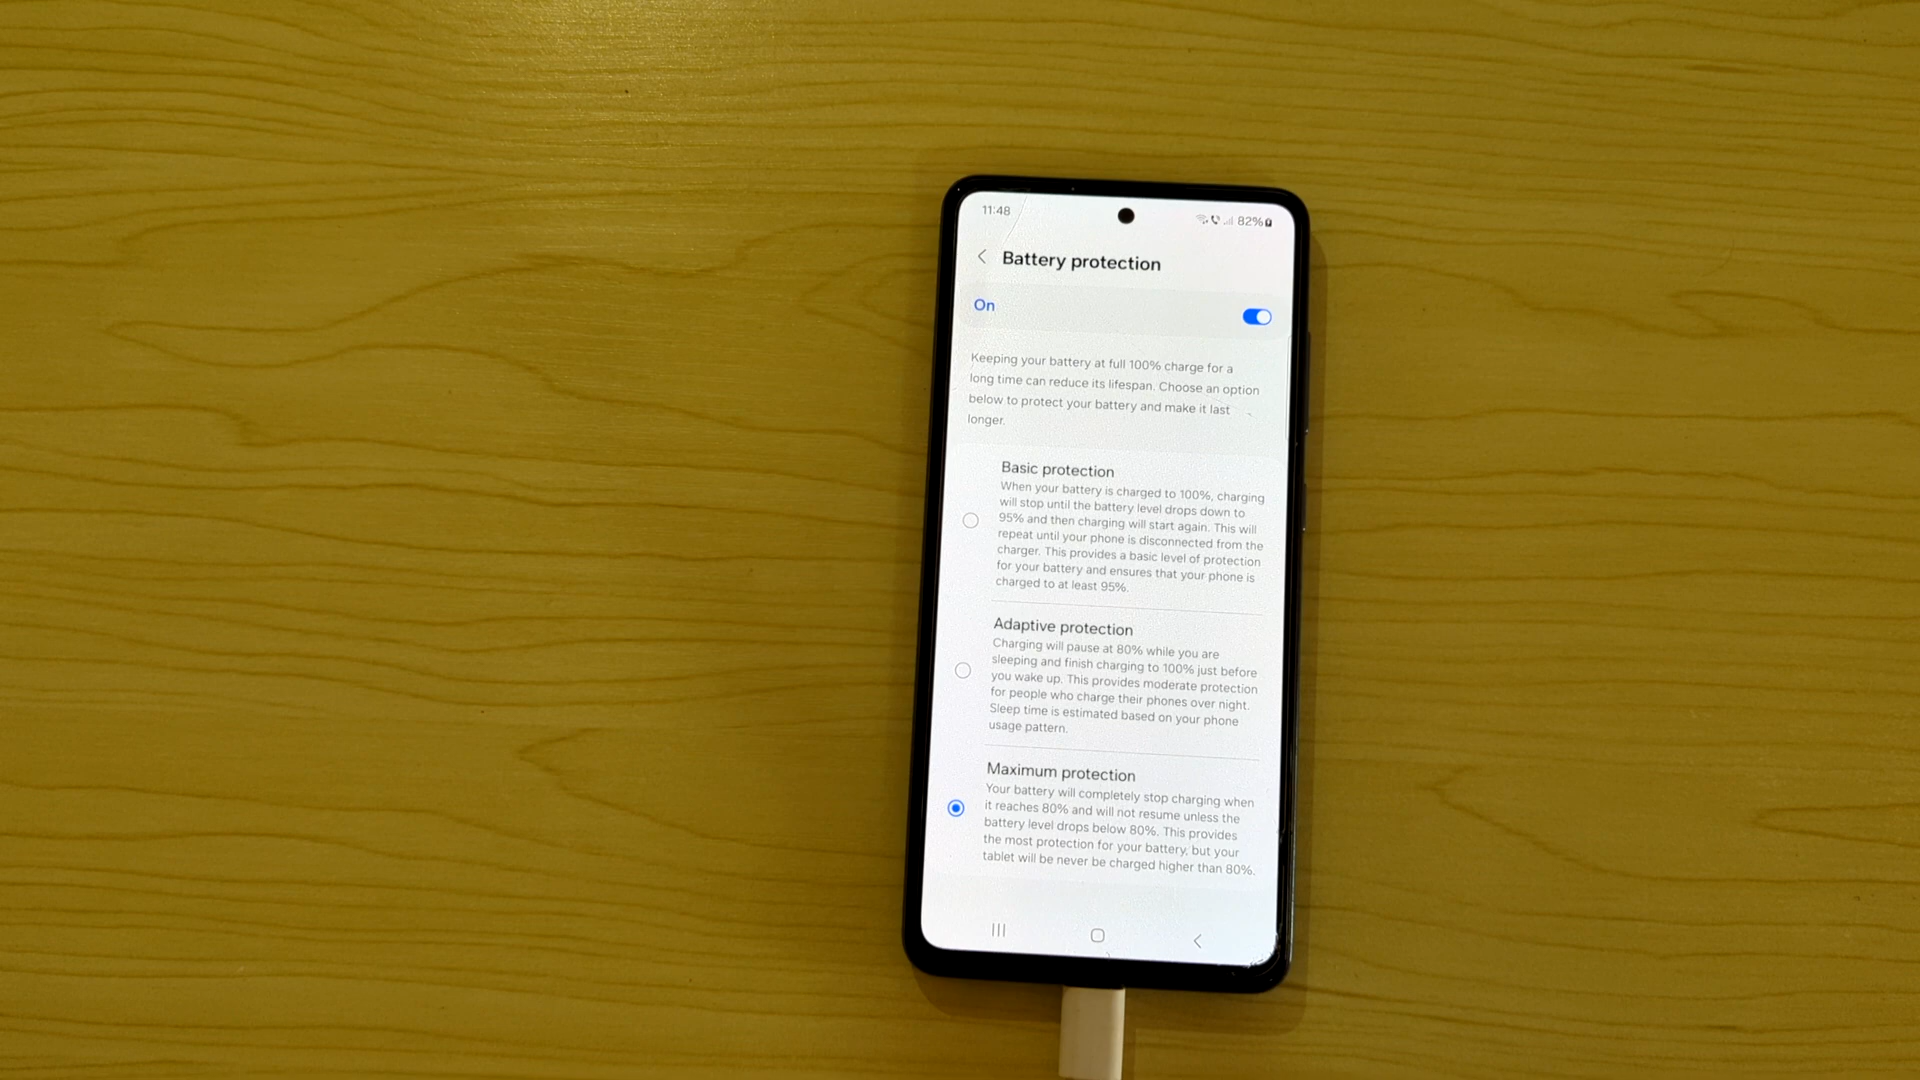 11:48
82%
Battery protection
On
Keeping your battery at full 100% charge for a
long time can reduce its lifespan. Choose an option
below to protect your battery and make it last
longer.
Basic protection
When your battery is charged to 100%, charging
will stop until the battery level drops down to
95% and then charging will start again. This will
repeat until your phone is disconnected from the
charger. This provides a basic level of protection
for your battery and ensures that your phone is
charged to at least 95%.
Adaptive protection
Charging will pause at 80% while you are
sleeping and finish charging to 100% just before
you wake up. This provides moderate protection
for people who charge their phones over night.
Sleep time is estimated based on your phone
usage pattern.
Maximum protection
Your battery will completely stop charging when
it reaches 80% and will not resume unless the
battery level drops below 80%. This provides
the most protection for your battery, but your
tablet will be never be charged higher than 80%.